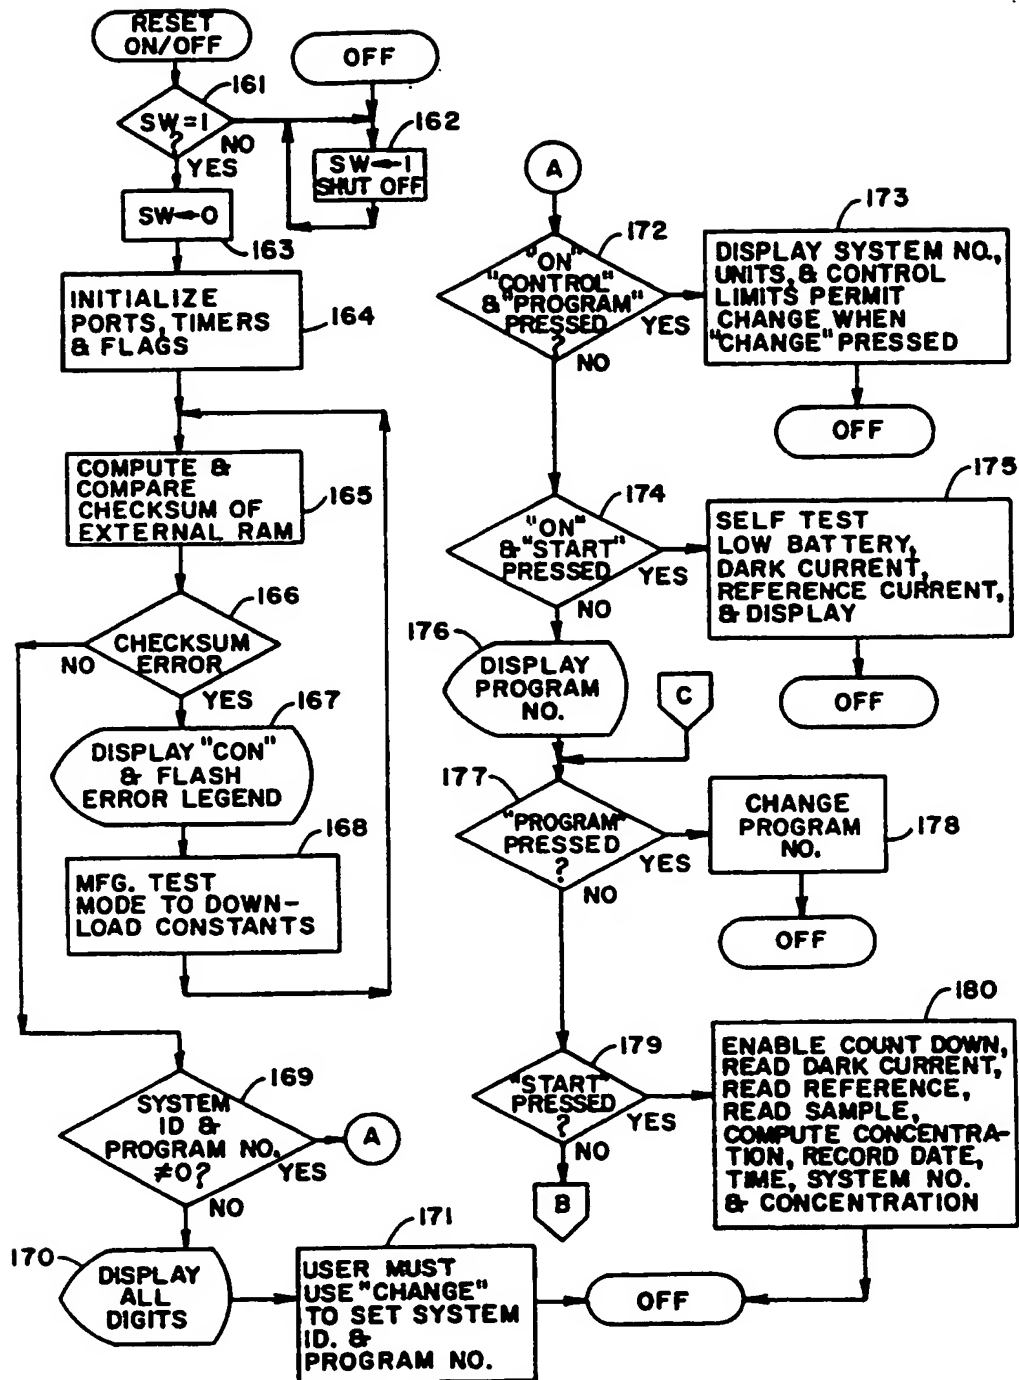 RESET
ON/OFF
161
SW=1
?
NO
YES
OFF
162
SW←1
SHUT OFF
SW←0
163
INITIALIZE
PORTS, TIMERS
& FLAGS
164
COMPUTE &
COMPARE
CHECKSUM OF
EXTERNAL RAM
165
166
CHECKSUM
ERROR
NO
YES
167
DISPLAY "CON"
& FLASH
ERROR LEGEND
168
MFG. TEST
MODE TO DOWN-
LOAD CONSTANTS
169
SYSTEM
ID &
PROGRAM NO.
≠0?
YES
NO
A
170
DISPLAY
ALL
DIGITS
171
USER MUST
USE "CHANGE"
TO SET SYSTEM
ID. &
PROGRAM NO.
OFF
A
172
"ON"
"CONTROL"
& "PROGRAM"
PRESSED
?
YES
NO
173
DISPLAY SYSTEM NO.,
UNITS, & CONTROL
LIMITS PERMIT
CHANGE WHEN
"CHANGE" PRESSED
OFF
174
"ON"
& "START"
PRESSED
YES
NO
175
SELF TEST
LOW BATTERY,
DARK CURRENT,
REFERENCE CURRENT,
& DISPLAY
OFF
176
DISPLAY
PROGRAM
NO.
C
177
"PROGRAM"
PRESSED
?
YES
NO
CHANGE
PROGRAM
NO.
178
OFF
179
"START"
PRESSED
?
YES
NO
B
180
ENABLE COUNT DOWN,
READ DARK CURRENT,
READ REFERENCE,
READ SAMPLE,
COMPUTE CONCENTRA-
TION, RECORD DATE,
TIME, SYSTEM NO.
& CONCENTRATION